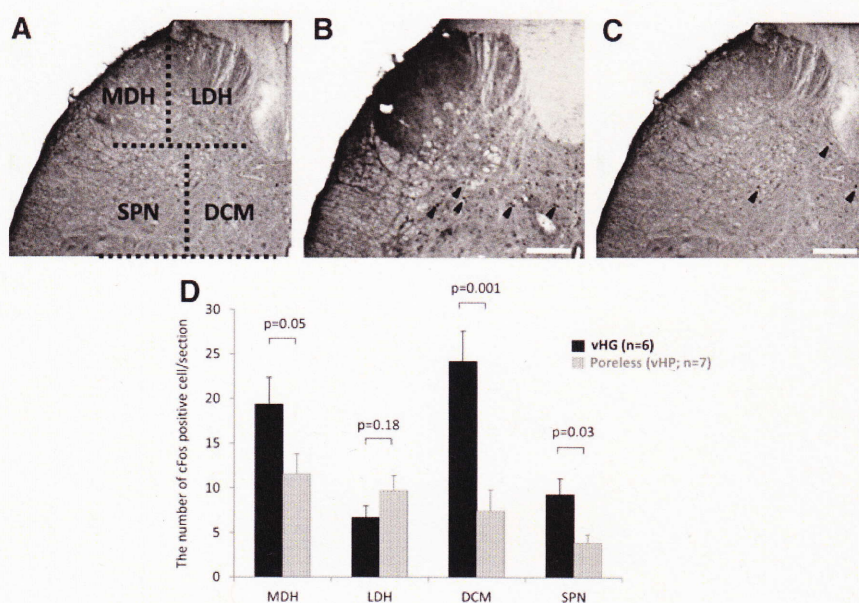 A
B
C
MDH
LDH
SPN
DCM
D
p=0.05
p=0.18
p=0.001
p=0.03
vHG (n=6)
Poreless (vHP; n=7)
The number of cFos positive cell/section
30
25
20
15
10
5
0
MDH
LDH
DCM
SPN